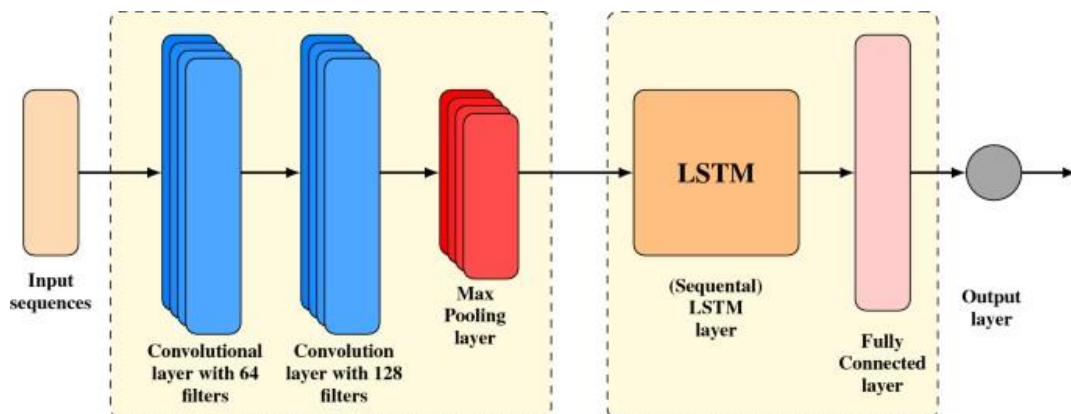 Input
sequences
Convolutional
layer with 64
filters
Convolution
layer with 128
filters
Max
Pooling
layer
LSTM
(Sequental)
LSTM
layer
Fully
Connected
layer
Output
layer